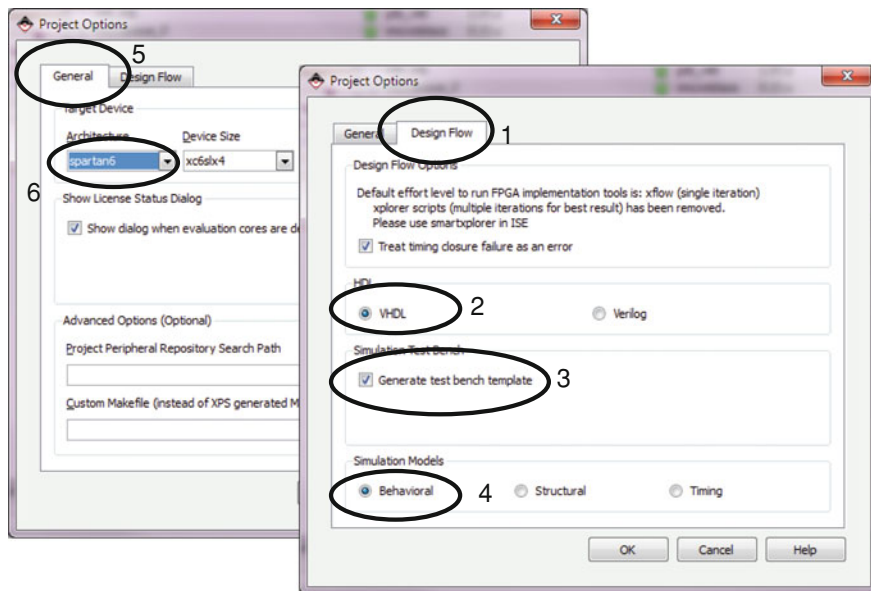 Project Options
5
General
Design Flow
Target Device
Architecture
Device Size
spartan6
xc6slx4
6
Show License Status Dialog
Show dialog when evaluation cores are
Advanced Options (Optional)
Project Peripheral Repository Search Path
Custom Makefile (instead of XPS generated
Project Options
General
Design Flow
1
Design Flow Options
Default effort level to run FPGA implementation tools is: xflow (single iteration)
xplorer scripts (multiple iterations for best result) has been removed.
Please use smartxplorer in ISE
Treat timing closure failure as an error
HDL
VHDL
2
Verilog
Simulation Test Bench
Generate test bench template
3
Simulation Models
Behavioral
4
Structural
Timing
OK
Cancel
Help